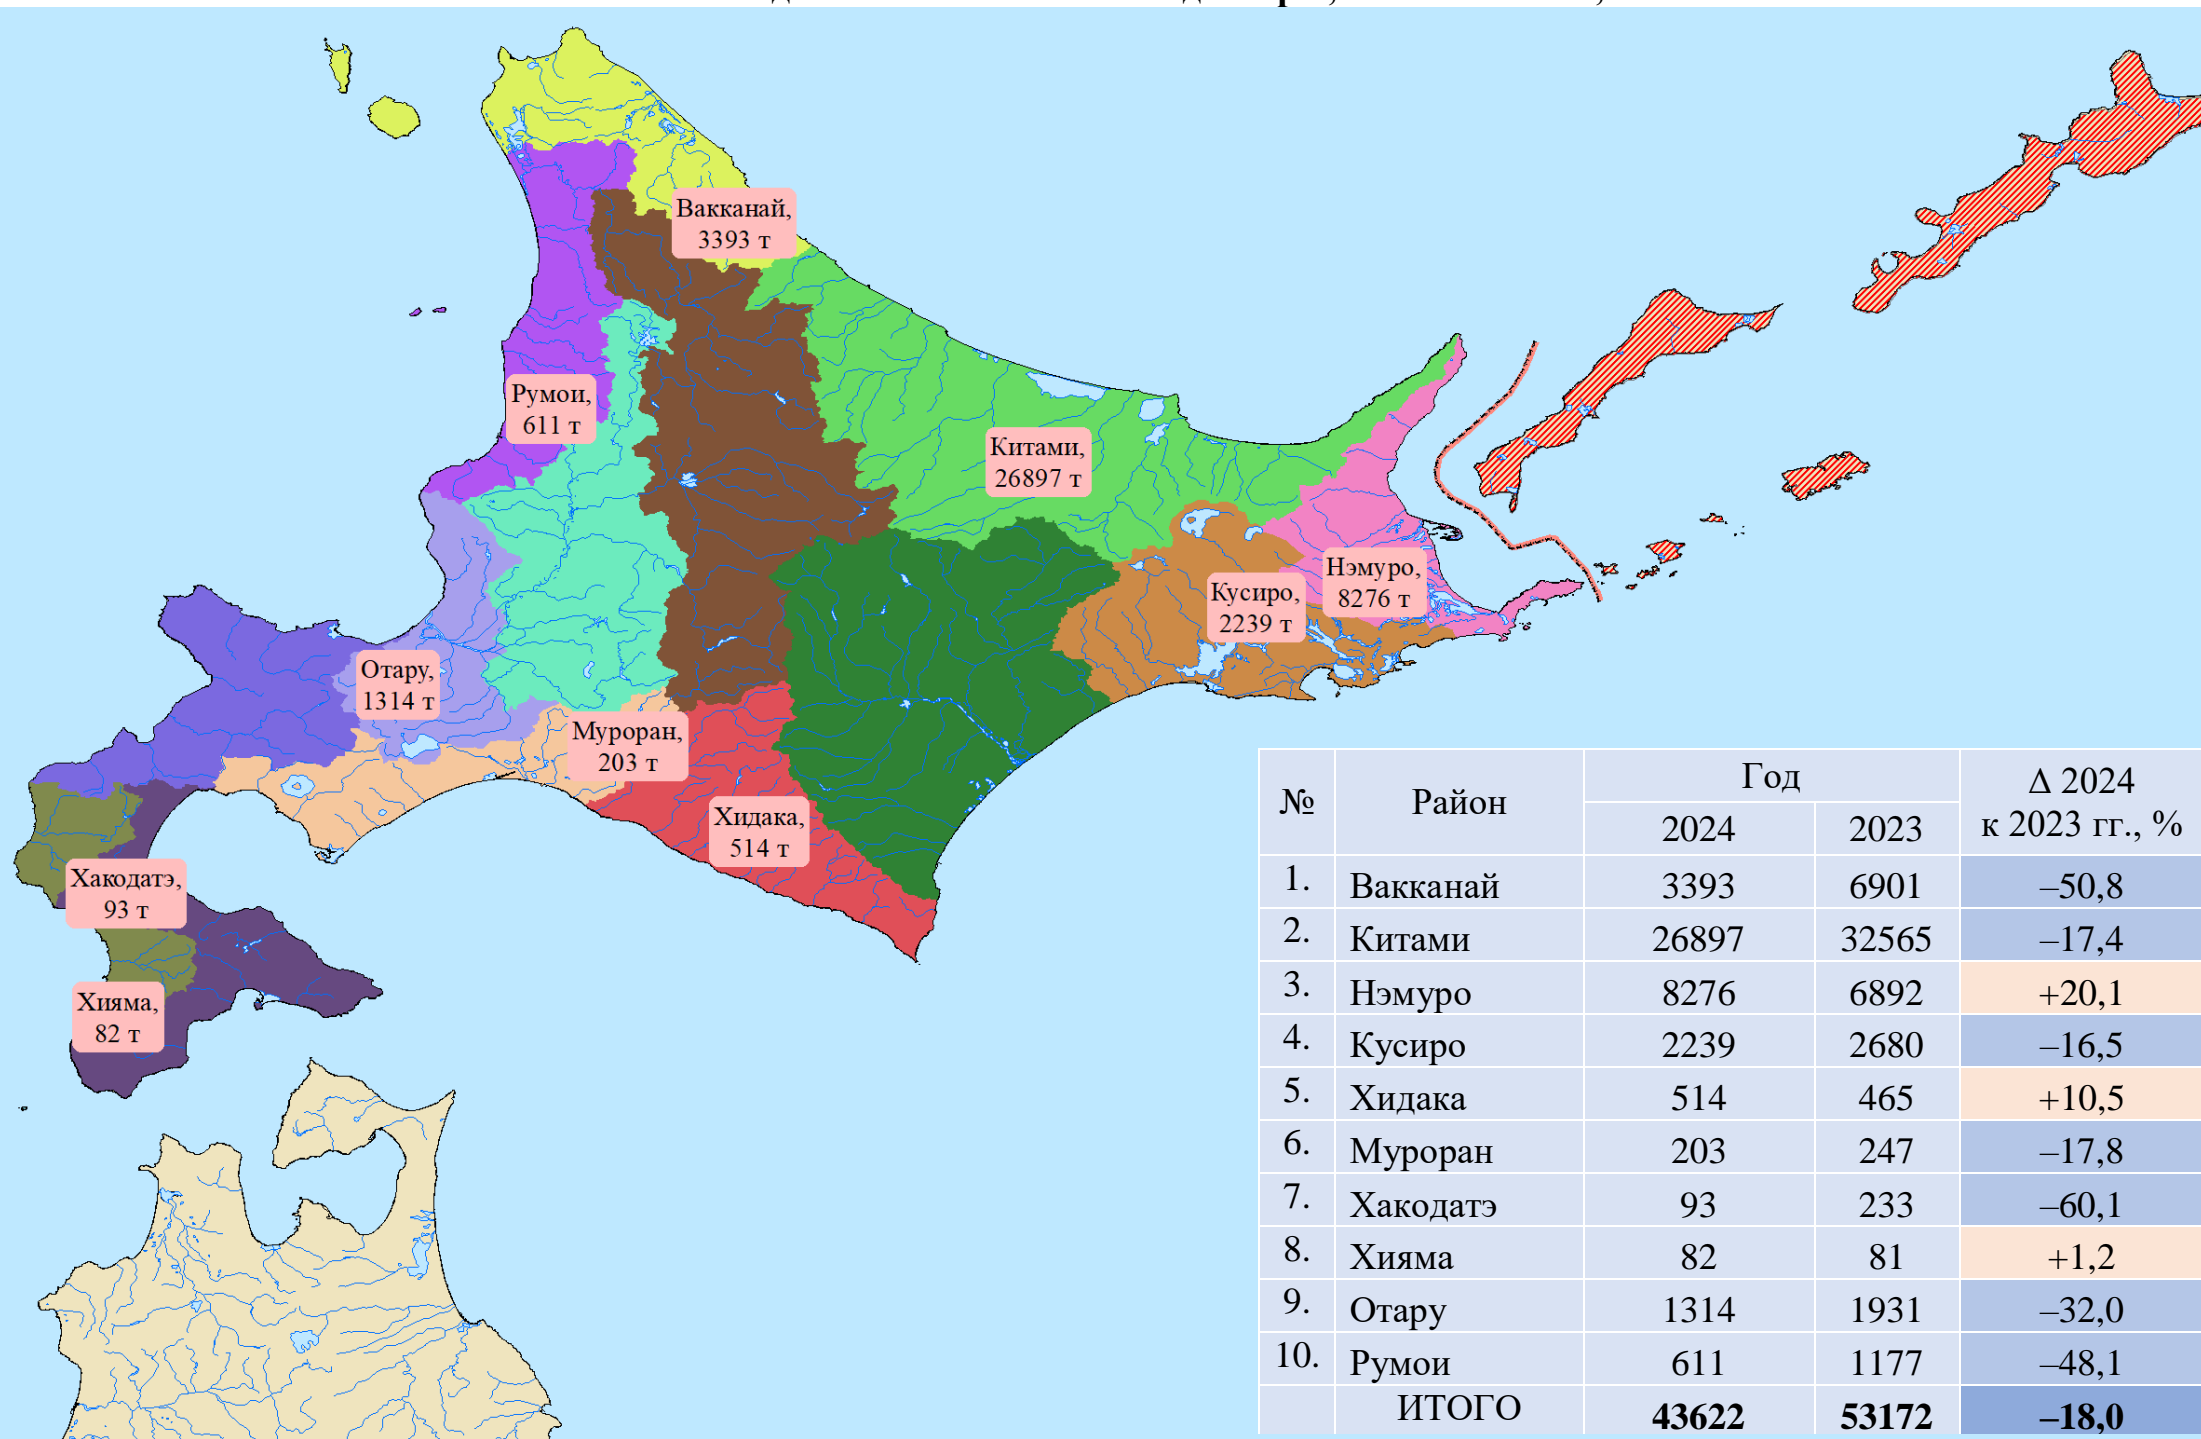 Вакканай,
3393 т
Румои,
611 т
Китами,
26897 т
Нэмуро,
8276 т
Кусиро,
2239 т
Отару,
1314 т
Муроран,
203 т
Хидака,
514 т
Хакодатэ,
93 т
Хияма,
82 т
№ Район Год Δ 2024
2024 2023 к 2023 гг., %
1. Вакканай 3393 6901 –50,8
2. Китами 26897 32565 –17,4
3. Нэмуро 8276 6892 +20,1
4. Кусиро 2239 2680 –16,5
5. Хидака 514 465 +10,5
6. Муроран 203 247 –17,8
7. Хакодатэ 93 233 –60,1
8. Хияма 82 81 +1,2
9. Отару 1314 1931 –32,0
10. Румои 611 1177 –48,1
ИТОГО 43622 53172 –18,0